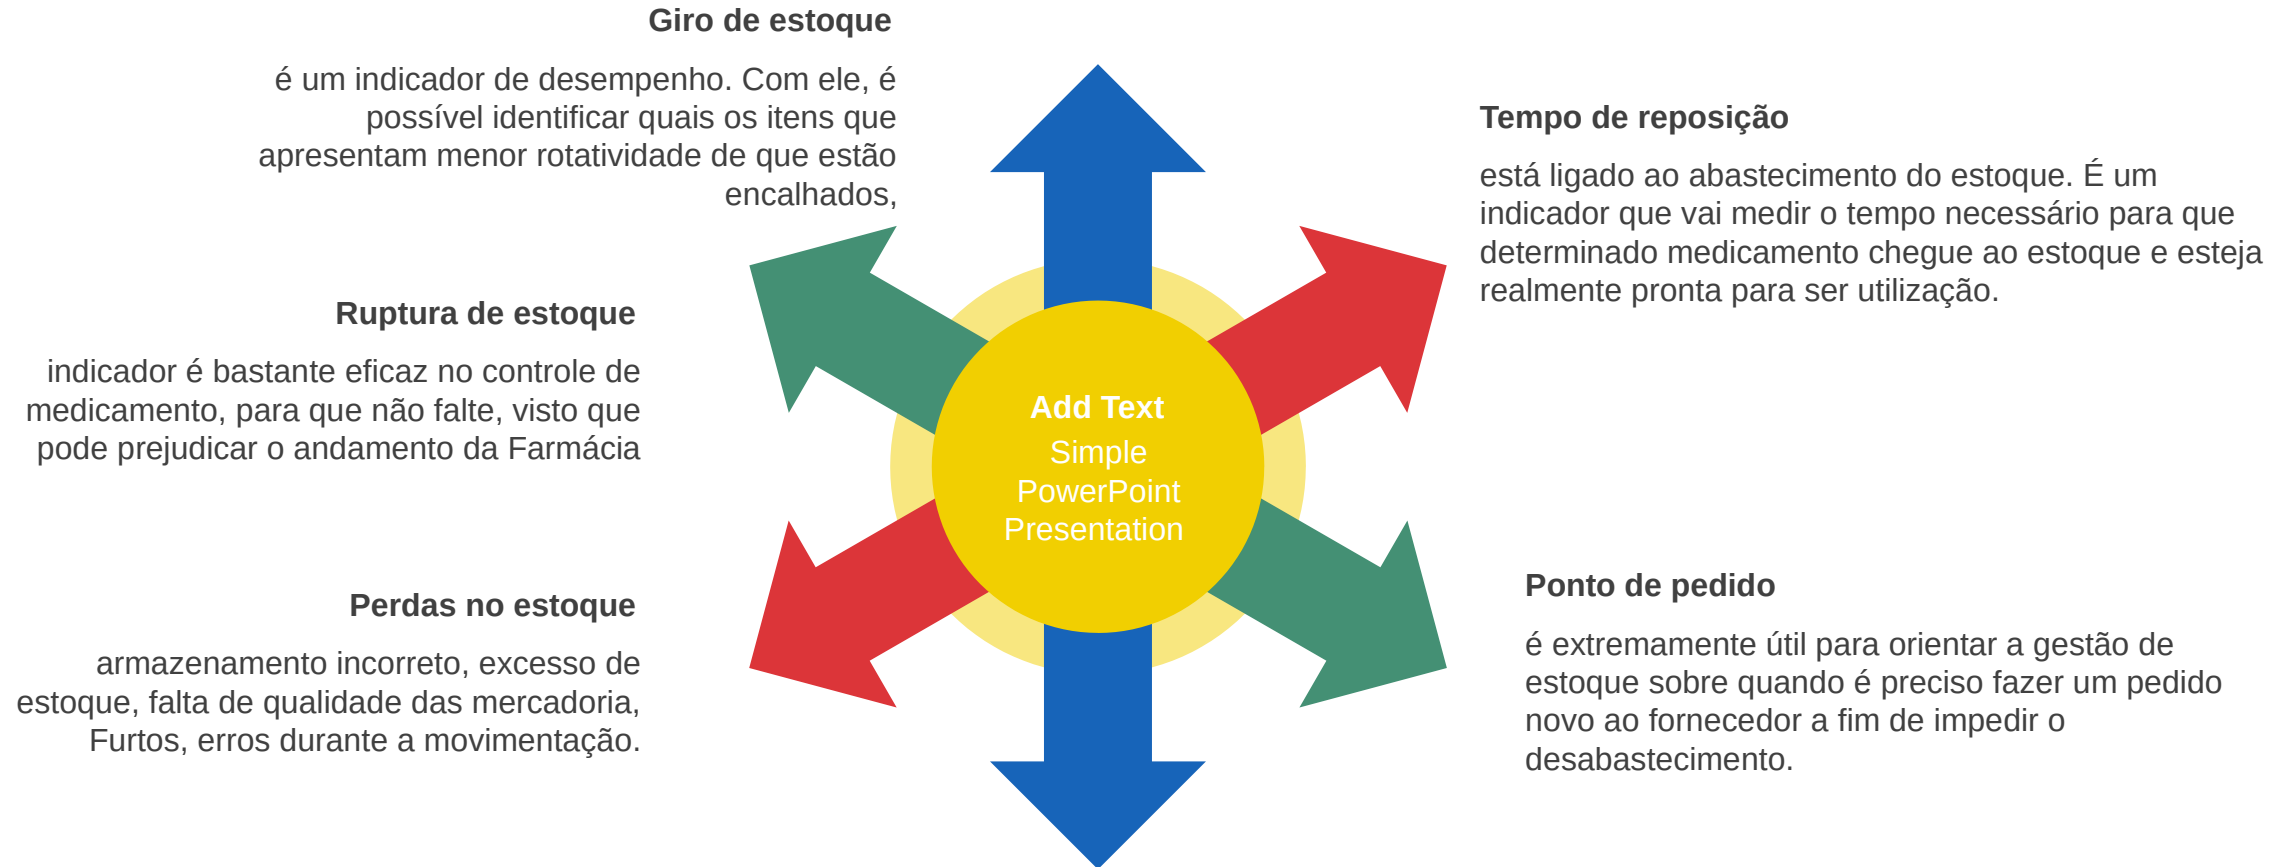 Giro de estoque
é um indicador de desempenho. Com ele, é
possível identificar quais os itens que
apresentam menor rotatividade de que estão
encalhados,
Tempo de reposição
está ligado ao abastecimento do estoque. É um
indicador que vai medir o tempo necessário para que
determinado medicamento chegue ao estoque e esteja
realmente pronta para ser utilização.
Ruptura de estoque
indicador é bastante eficaz no controle de
medicamento, para que não falte, visto que
pode prejudicar o andamento da Farmácia
Add Text
Simple
PowerPoint
Presentation
Perdas no estoque
armazenamento incorreto, excesso de
estoque, falta de qualidade das mercadoria,
Furtos, erros durante a movimentação.
Ponto de pedido
é extremamente útil para orientar a gestão de
estoque sobre quando é preciso fazer um pedido
novo ao fornecedor a fim de impedir o
desabastecimento.